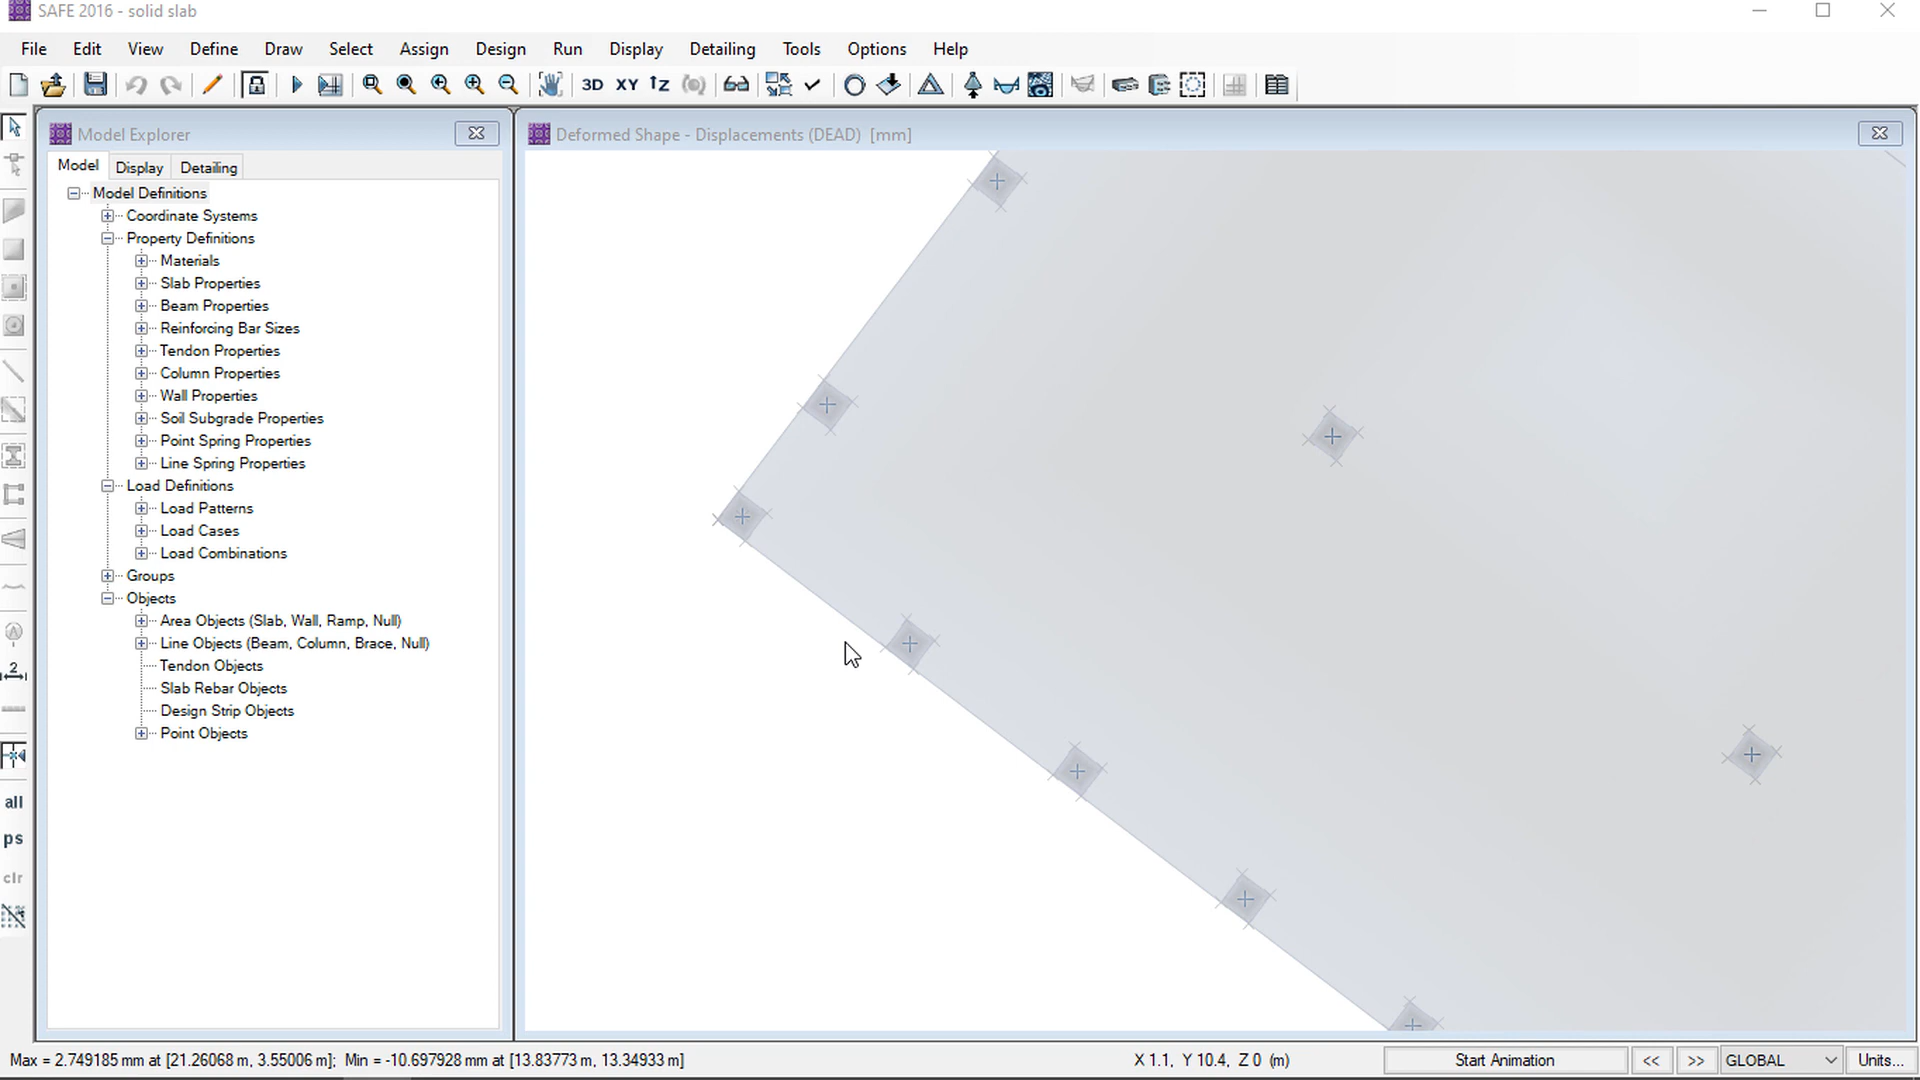 SAFE 2016 - solid slab
File Edit View Define Draw Select Assign Design Run Display Detailing Tools Options Help
3D XY
Model Explorer
Deformed Shape - Displacements (DEAD) [mm]
Model Display Detailing
Model Definitions
Coordinate Systems
Property Definitions
Materials
Slab Properties
Beam Properties
Reinforcing Bar Sizes
Tendon Properties
Column Properties
Wall Properties
Soil Subgrade Properties
Point Spring Properties
Line Spring Properties
Load Definitions
Load Patterns
Load Cases
Load Combinations
Groups
Objects
Area Objects (Slab, Wall, Ramp, Null)
Line Objects (Beam, Column, Brace, Null)
Tendon Objects
Slab Rebar Objects
Design Strip Objects
Point Objects
2
all
ps
clr
Max = 2.749185 mm at [21.26068 m, 3.55006 m]; Min = -10.697928 mm at [13.83773 m, 13.34933 m]
X 1.1, Y 10.4, Z 0 (m)
Start Animation << >> GLOBAL Units...